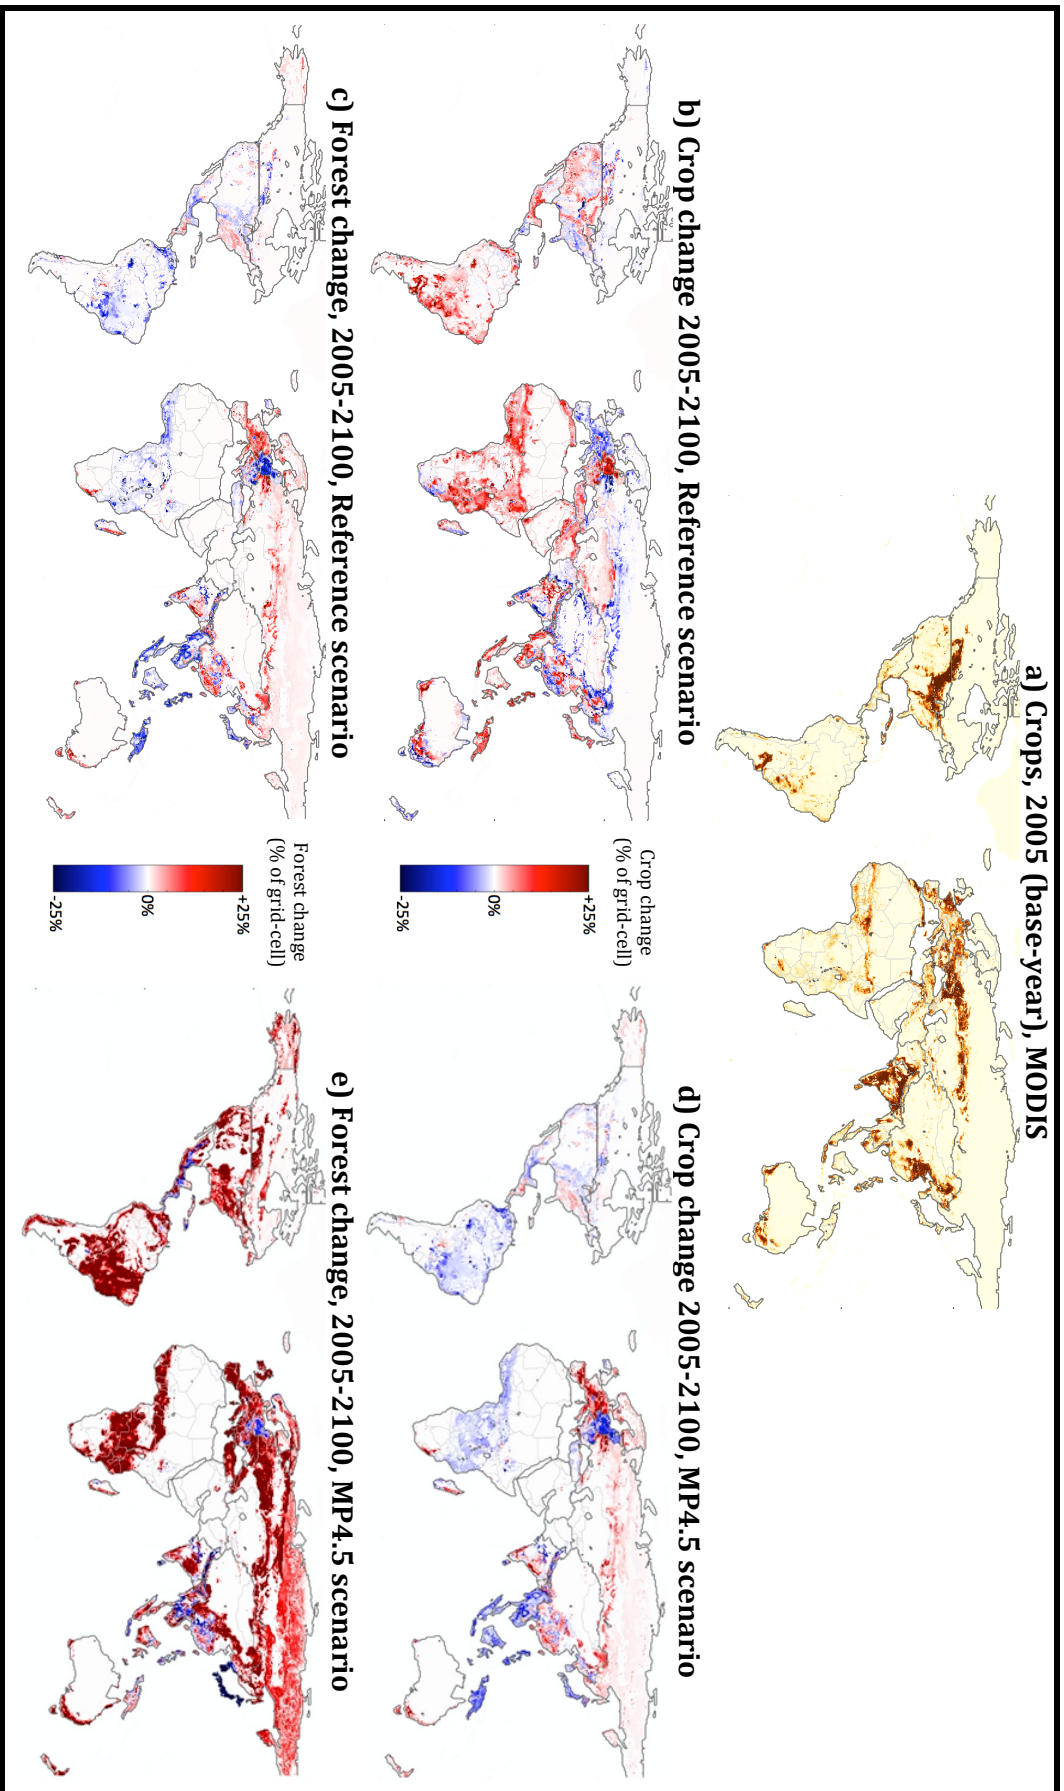 a) Crops, 2005 (base-year), MODIS
b) Crop change 2005-2100, Reference scenario
Crop change
(% of grid-cell)
-25%
0%
+25%
d) Crop change 2005-2100, MP4.5 scenario
c) Forest change, 2005-2100, Reference scenario
Forest change
(% of grid-cell)
-25%
0%
+25%
e) Forest change, 2005-2100, MP4.5 scenario